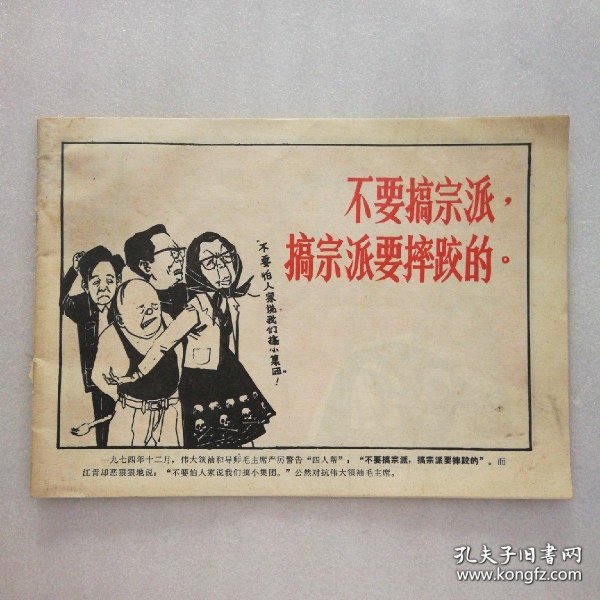 不要搞宗派，
搞宗派要摔跤的。
“不要怕人家说我们搞小集团。”！
一九七四年十二月，伟大领袖和导师毛主席严厉警告“四人帮”：“不要搞宗派，搞宗派要摔跤的”。而
江青却恶狠狠地说：“不要怕人家说我们搞小集团。”公然对抗伟大领袖毛主席。
孔夫子旧书网
www.kongfz.com